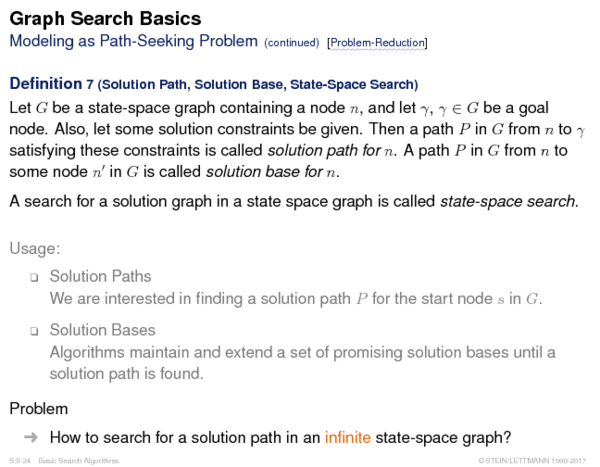 Graph Search Basics
Modeling as Path-Seeking Problem (continued) [Problem-Reduction]
Definition 7 (Solution Path, Solution Base, State-Space Search)
Let G be a state-space graph containing a node n, and let γ, γ ∈ G be a goal
node. Also, let some solution constraints be given. Then a path P in G from n to γ
satisfying these constraints is called solution path for n. A path P in G from n to
some node n′ in G is called solution base for n.
A search for a solution graph in a state space graph is called state-space search.
Usage:
❑ Solution Paths
We are interested in finding a solution path P for the start node s in G.
❑ Solution Bases
Algorithms maintain and extend a set of promising solution bases until a
solution path is found.
Problem
➜ How to search for a solution path in an infinite state-space graph?
S:II-24 Basic Search Algorithms © STEIN/LETTMANN 1998-2017